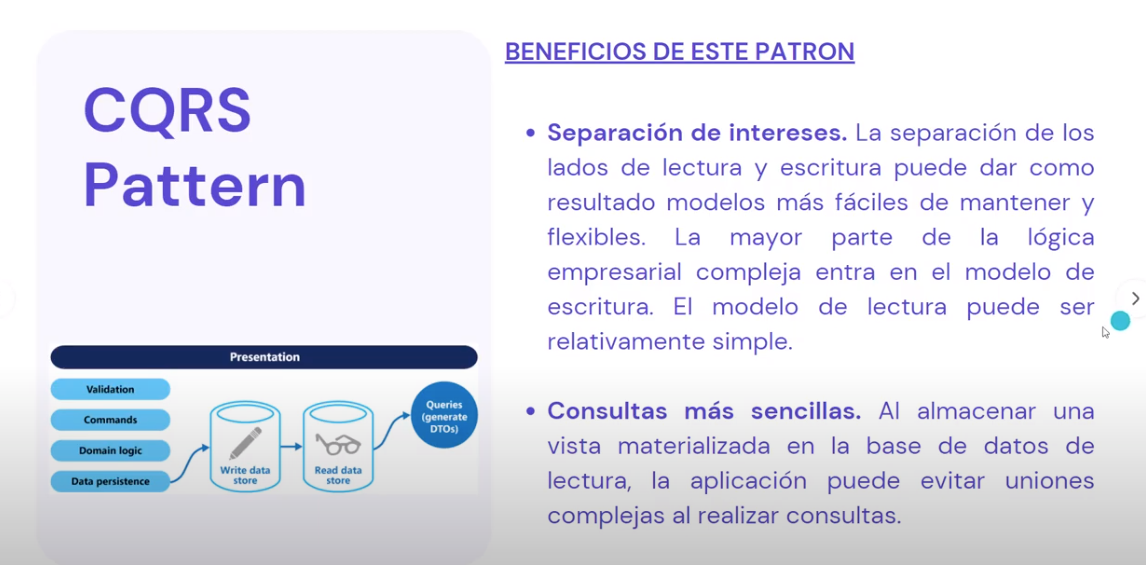 CQRS
Pattern
Presentation
Validation
Commands
Domain logic
Data persistence
Write data
store
Read data
store
Queries
(generate
DTOs)
BENEFICIOS DE ESTE PATRON
• Separación de intereses. La separación de los
lados de lectura y escritura puede dar como
resultado modelos más fáciles de mantener y
flexibles. La mayor parte de la lógica
empresarial compleja entra en el modelo de
escritura. El modelo de lectura puede ser
relativamente simple.
• Consultas más sencillas. Al almacenar una
vista materializada en la base de datos de
lectura, la aplicación puede evitar uniones
complejas al realizar consultas.